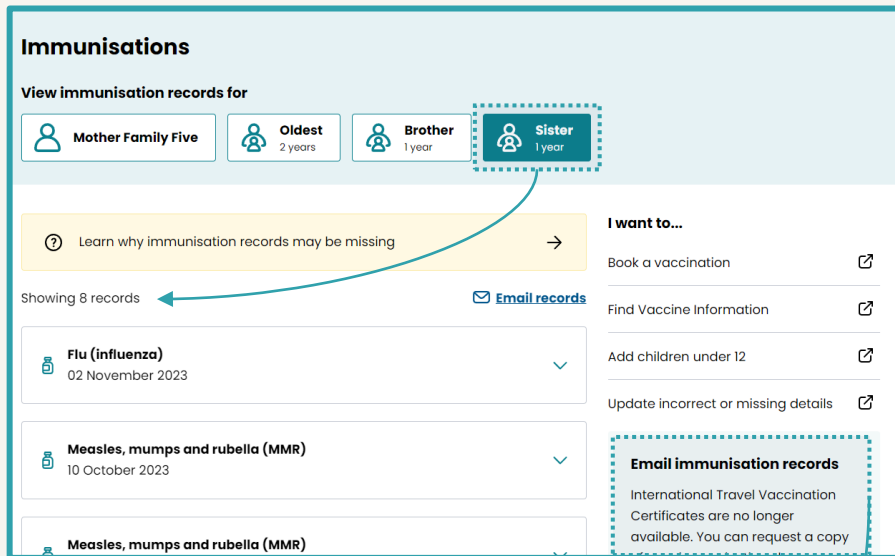 Immunisations
View immunisation records for
Mother Family Five
Oldest
2 years
Brother
1 year
Sister
1 year
Learn why immunisation records may be missing
Showing 8 records
Email records
Flu (influenza)
02 November 2023
Measles, mumps and rubella (MMR)
10 October 2023
Measles, mumps and rubella (MMR)
I want to...
Book a vaccination
Find Vaccine Information
Add children under 12
Update incorrect or missing details
Email immunisation records
International Travel Vaccination
Certificates are no longer
available. You can request a copy